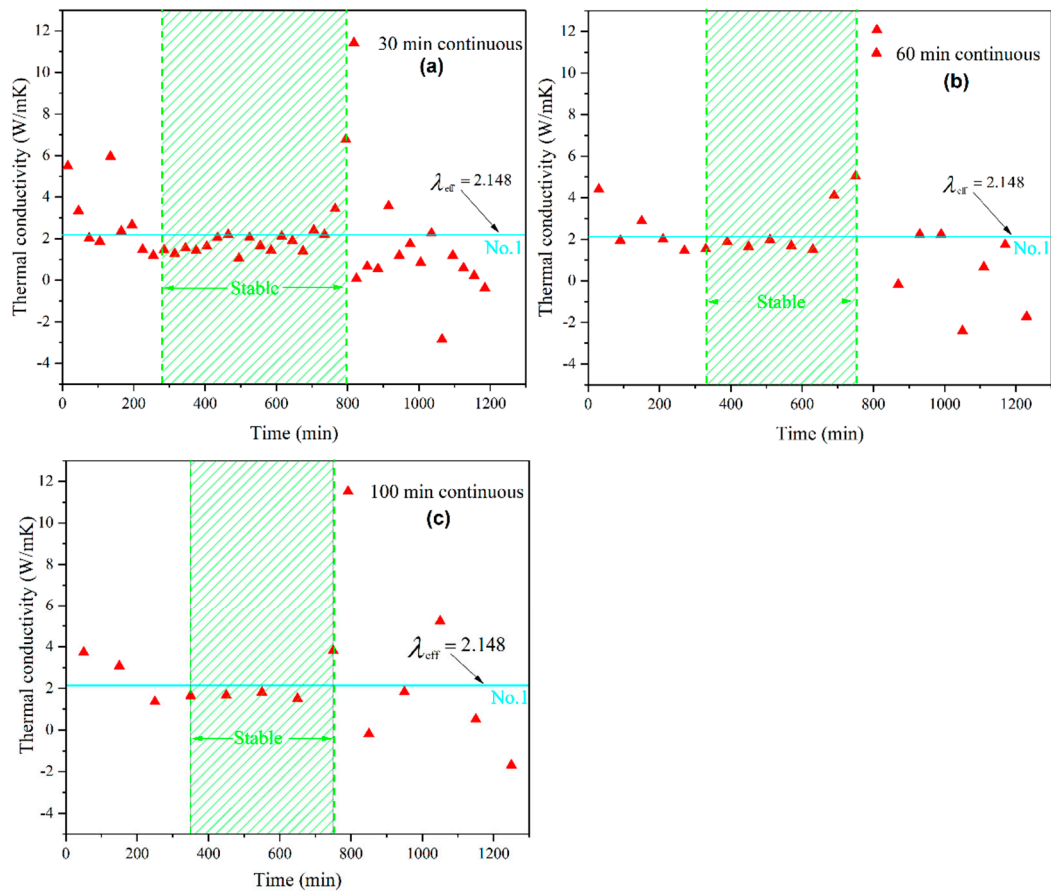 12
10
8
6
4
2
0
-2
-4
Thermal conductivity (W/mK)
30 min continuous
(a)
λeff = 2.148
No.1
Stable
0 200 400 600 800 1000 1200
Time (min)
12
10
8
6
4
2
0
-2
-4
Thermal conductivity (W/mK)
60 min continuous
(b)
λeff = 2.148
No.1
Stable
0 200 400 600 800 1000 1200
Time (min)
12
10
8
6
4
2
0
-2
-4
Thermal conductivity (W/mK)
100 min continuous
(c)
λeff = 2.148
No.1
Stable
0 200 400 600 800 1000 1200
Time (min)